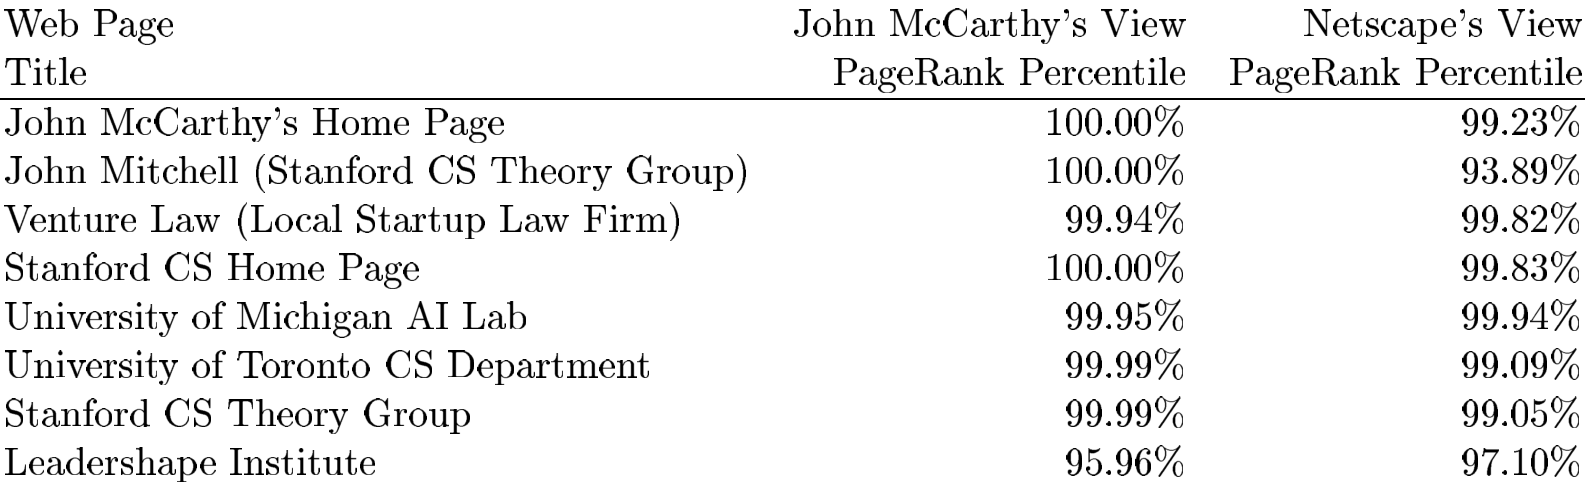 Web Page John McCarthy's View Netscape's View
Title PageRank Percentile PageRank Percentile
John McCarthy's Home Page 100.00% 99.23%
John Mitchell (Stanford CS Theory Group) 100.00% 93.89%
Venture Law (Local Startup Law Firm) 99.94% 99.82%
Stanford CS Home Page 100.00% 99.83%
University of Michigan AI Lab 99.95% 99.94%
University of Toronto CS Department 99.99% 99.09%
Stanford CS Theory Group 99.99% 99.05%
Leadershape Institute 95.96% 97.10%